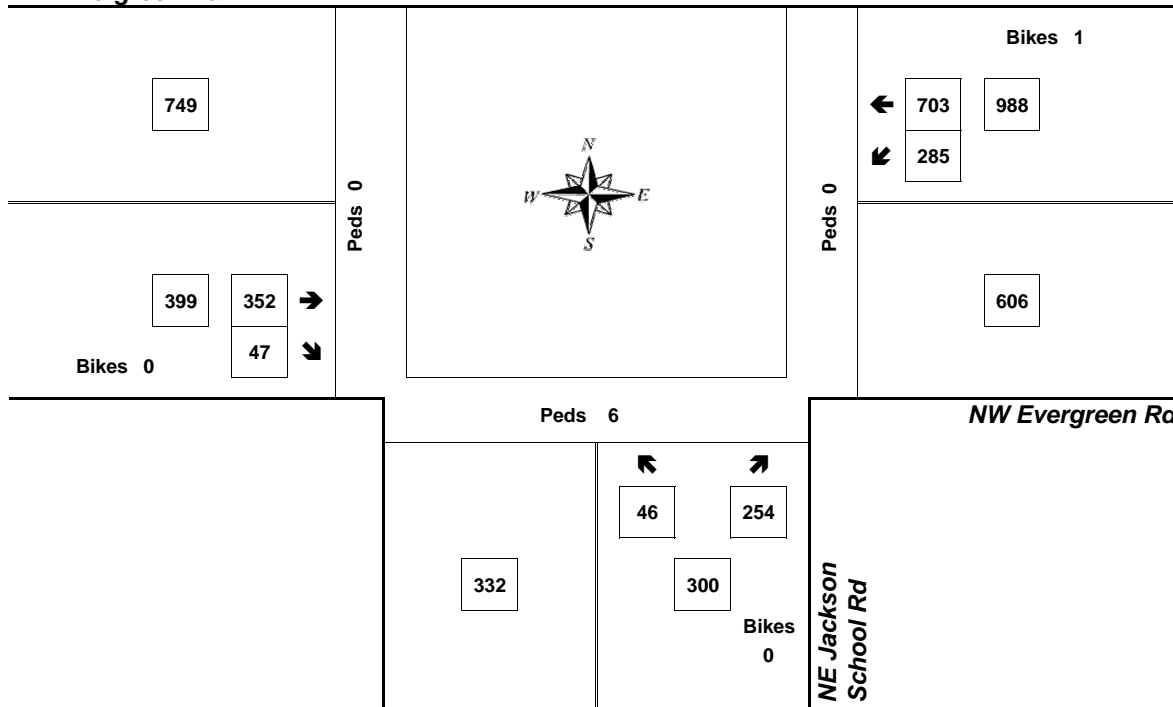 Bikes 1
749
703 988
285
N
W E
S
Peds 0
Peds 0
399 352
47
Bikes 0
606
Peds 6
NW Evergreen Rd
46 254
332 300
Bikes
0
NE Jackson
School Rd